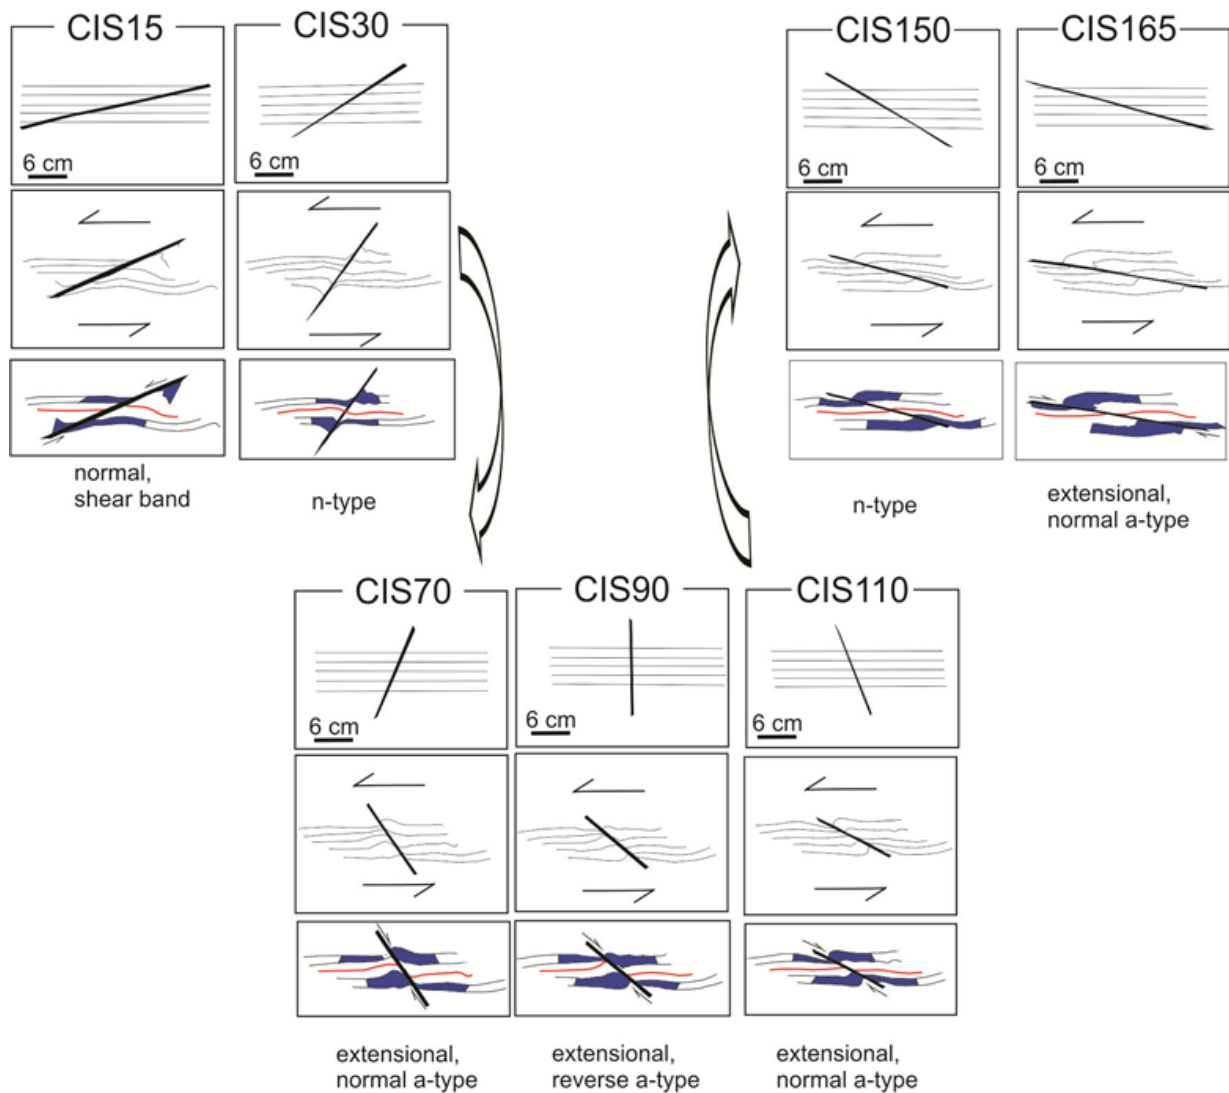 CIS15
CIS30
CIS150
CIS165
6 cm
6 cm
6 cm
6 cm
normal,
shear band
n-type
n-type
extensional,
normal a-type
CIS70
CIS90
CIS110
6 cm
6 cm
6 cm
extensional,
normal a-type
extensional,
reverse a-type
extensional,
normal a-type